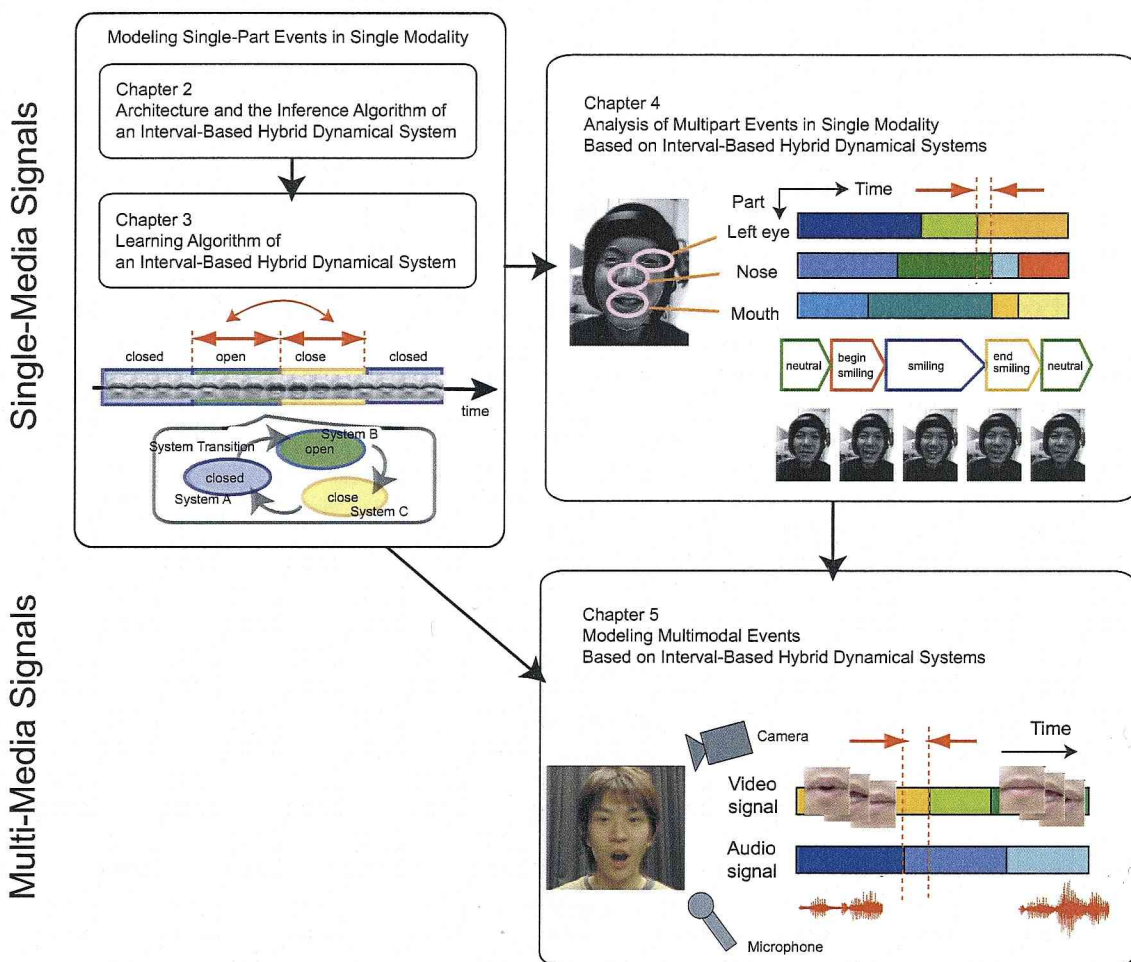 Single-Media Signals
Multi-Media Signals
Modeling Single-Part Events in Single Modality
Chapter 2
Architecture and the Inference Algorithm of
an Interval-Based Hybrid Dynamical System
Chapter 3
Learning Algorithm of
an Interval-Based Hybrid Dynamical System
closed
open
close
closed
time
System Transition
System B
open
closed
System A
close
System C
Chapter 4
Analysis of Multipart Events in Single Modality
Based on Interval-Based Hybrid Dynamical Systems
Time
Part
Left eye
Nose
Mouth
neutral
begin
smiling
smiling
end
smiling
neutral
Chapter 5
Modeling Multimodal Events
Based on Interval-Based Hybrid Dynamical Systems
Camera
Time
Video
signal
Audio
signal
Microphone